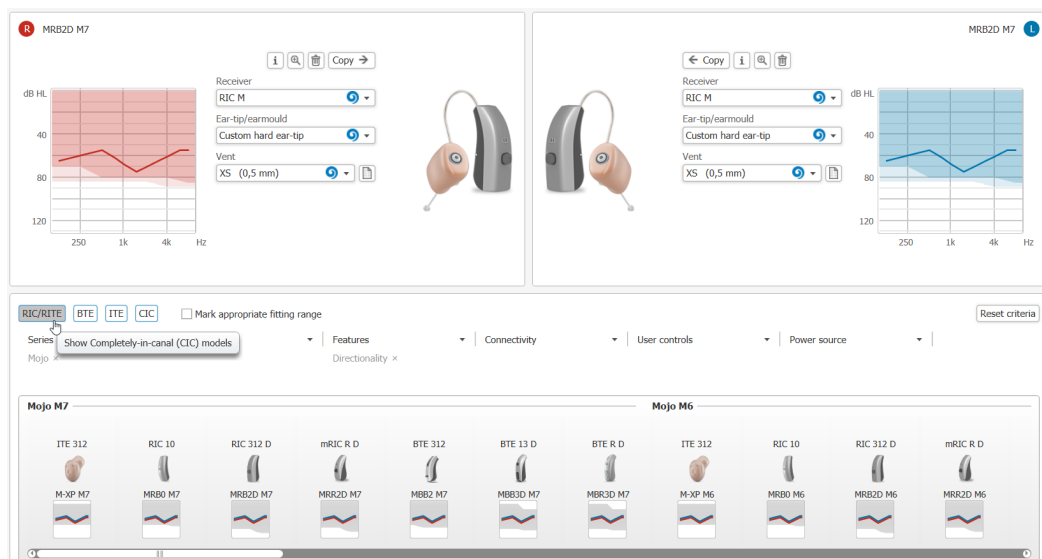 R MRB2D M7
MRB2D M7 L
i Copy →
← Copy i
Receiver
RIC M
Ear-tip/earmould
Custom hard ear-tip
Vent
XS (0,5 mm)
dB HL
40
80
120
250 1k 4k Hz
Receiver
RIC M
Ear-tip/earmould
Custom hard ear-tip
Vent
XS (0,5 mm)
dB HL
40
80
120
250 1k 4k Hz
RIC/RITE BTE ITE CIC Mark appropriate fitting range Reset criteria
Series Features Connectivity User controls Power source
Show Completely-in-canal (CIC) models
Mojo × Directionality ×
Mojo M7 Mojo M6
ITE 312 RIC 10 RIC 312 D mRIC R D BTE 312 BTE 13 D BTE R D ITE 312 RIC 10 RIC 312 D mRIC R D
M-XP M7 MRB0 M7 MRB2D M7 MRR2D M7 MBB2 M7 MBB3D M7 MBR3D M7 M-XP M6 MRB0 M6 MRB2D M6 MRR2D M6